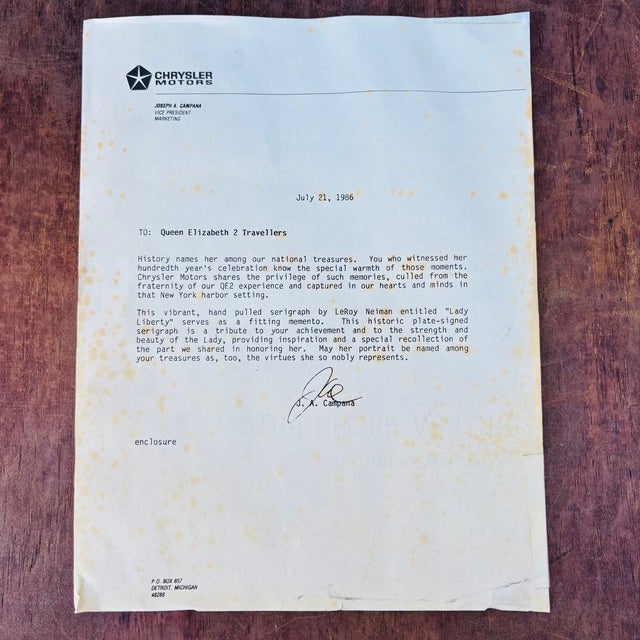 CHRYSLER
MOTORS
JOSEPH A. CAMPANA
VICE PRESIDENT
MARKETING
July 21, 1986
TO: Queen Elizabeth 2 Travellers
History names her among our national treasures. You who witnessed her
hundredth year's celebration know the special warmth of those moments.
Chrysler Motors shares the privilege of such memories, culled from the
fraternity of our QE2 experience and captured in our hearts and minds in
that New York harbor setting.
This vibrant, hand pulled serigraph by LeRoy Neiman entitled "Lady
Liberty" serves as a fitting memento. This historic plate-signed
serigraph is a tribute to your achievement and to the strength and
beauty of the Lady, providing inspiration and a special recollection of
the part we shared in honoring her. May her portrait be named among
your treasures as, too, the virtues she so nobly represents.
Joe
J. A. Campana
enclosure
P.O. BOX 857
DETROIT, MICHIGAN
48288